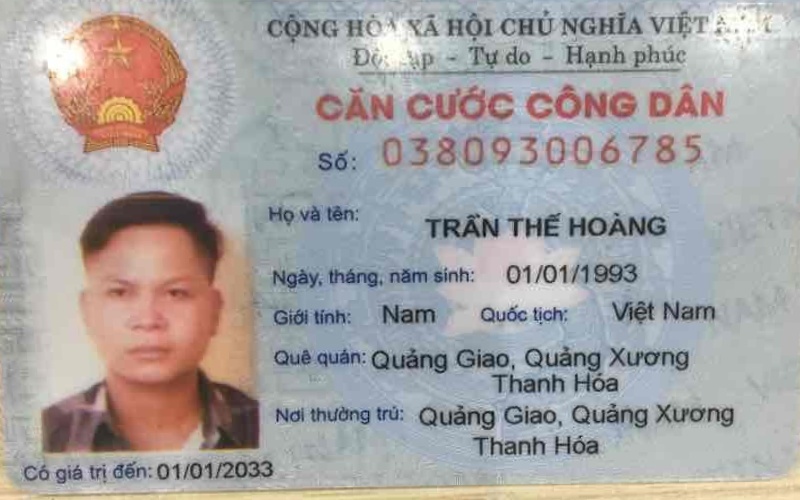 CỘNG HÒA XÃ HỘI CHỦ NGHĨA VIỆT
Độc lập - Tự do - Hạnh phúc
CĂN CƯỚC CÔNG DÂN
Số: 038093006785
Họ và tên: TRẦN THẾ HOÀNG
Ngày, tháng, năm sinh: 01/01/1993
Giới tính: Nam Quốc tịch: Việt Nam
Quê quán: Quảng Giao, Quảng Xương
Thanh Hóa
Nơi thường trú: Quảng Giao, Quảng Xương
Thanh Hóa
Có giá trị đến: 01/01/2033